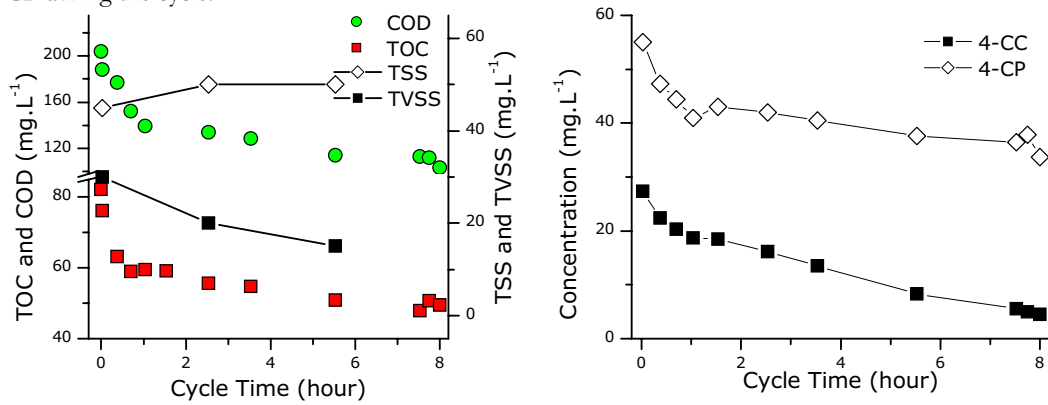 COD
TOC
TSS
TVSS
200
160
120
80
60
40
60
40
20
0
0 2 4 6 8
TOC and COD (mg.L-1)
TSS and TVSS (mg.L-1)
Cycle Time (hour)
4-CC
4-CP
60
40
20
0
0 2 4 6 8
Concentration (mg.L-1)
Cycle Time (hour)